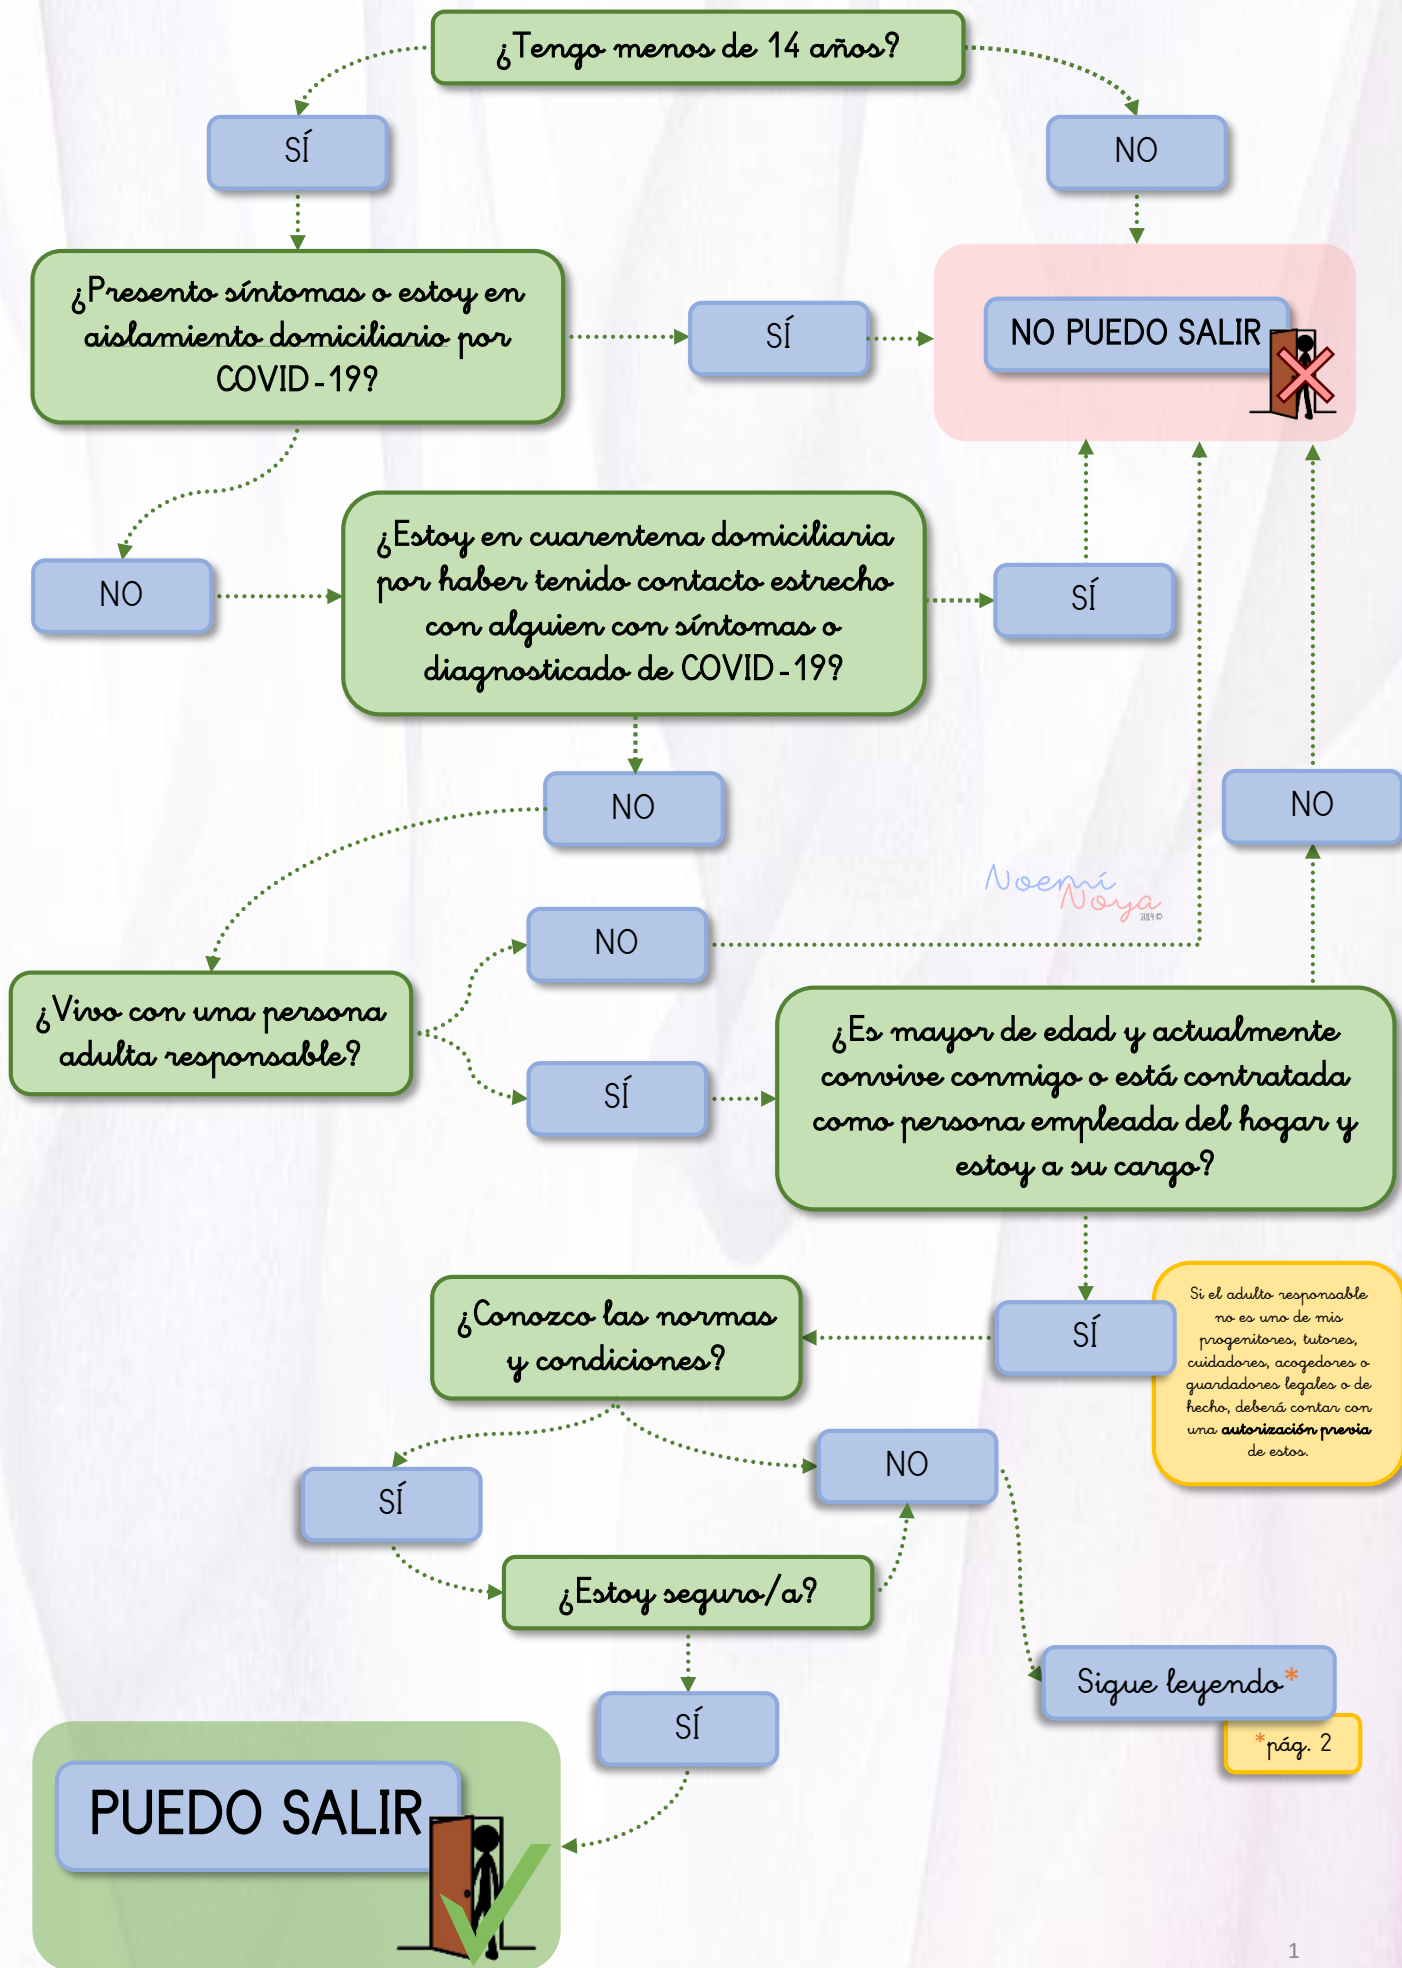 ¿Tengo menos de 14 años?
SÍ
NO
¿Presento síntomas o estoy en
aislamiento domiciliario por
COVID-19?
SÍ
NO PUEDO SALIR
NO
¿Estoy en cuarentena domiciliaria
por haber tenido contacto estrecho
con alguien con síntomas o
diagnosticado de COVID-19?
SÍ
NO
NO
Noemí
Noya
2014©
NO
¿Vivo con una persona
adulta responsable?
SÍ
¿Es mayor de edad y actualmente
convive conmigo o está contratada
como persona empleada del hogar y
estoy a su cargo?
¿Conozco las normas
y condiciones?
SÍ
Si el adulto responsable
no es uno de mis
progenitores, tutores,
cuidadores, acogedores o
guardadores legales o de
hecho, deberá contar con
una autorización previa
de estos.
SÍ
NO
¿Estoy seguro/a?
SÍ
Sigue leyendo*
*pág. 2
PUEDO SALIR
1